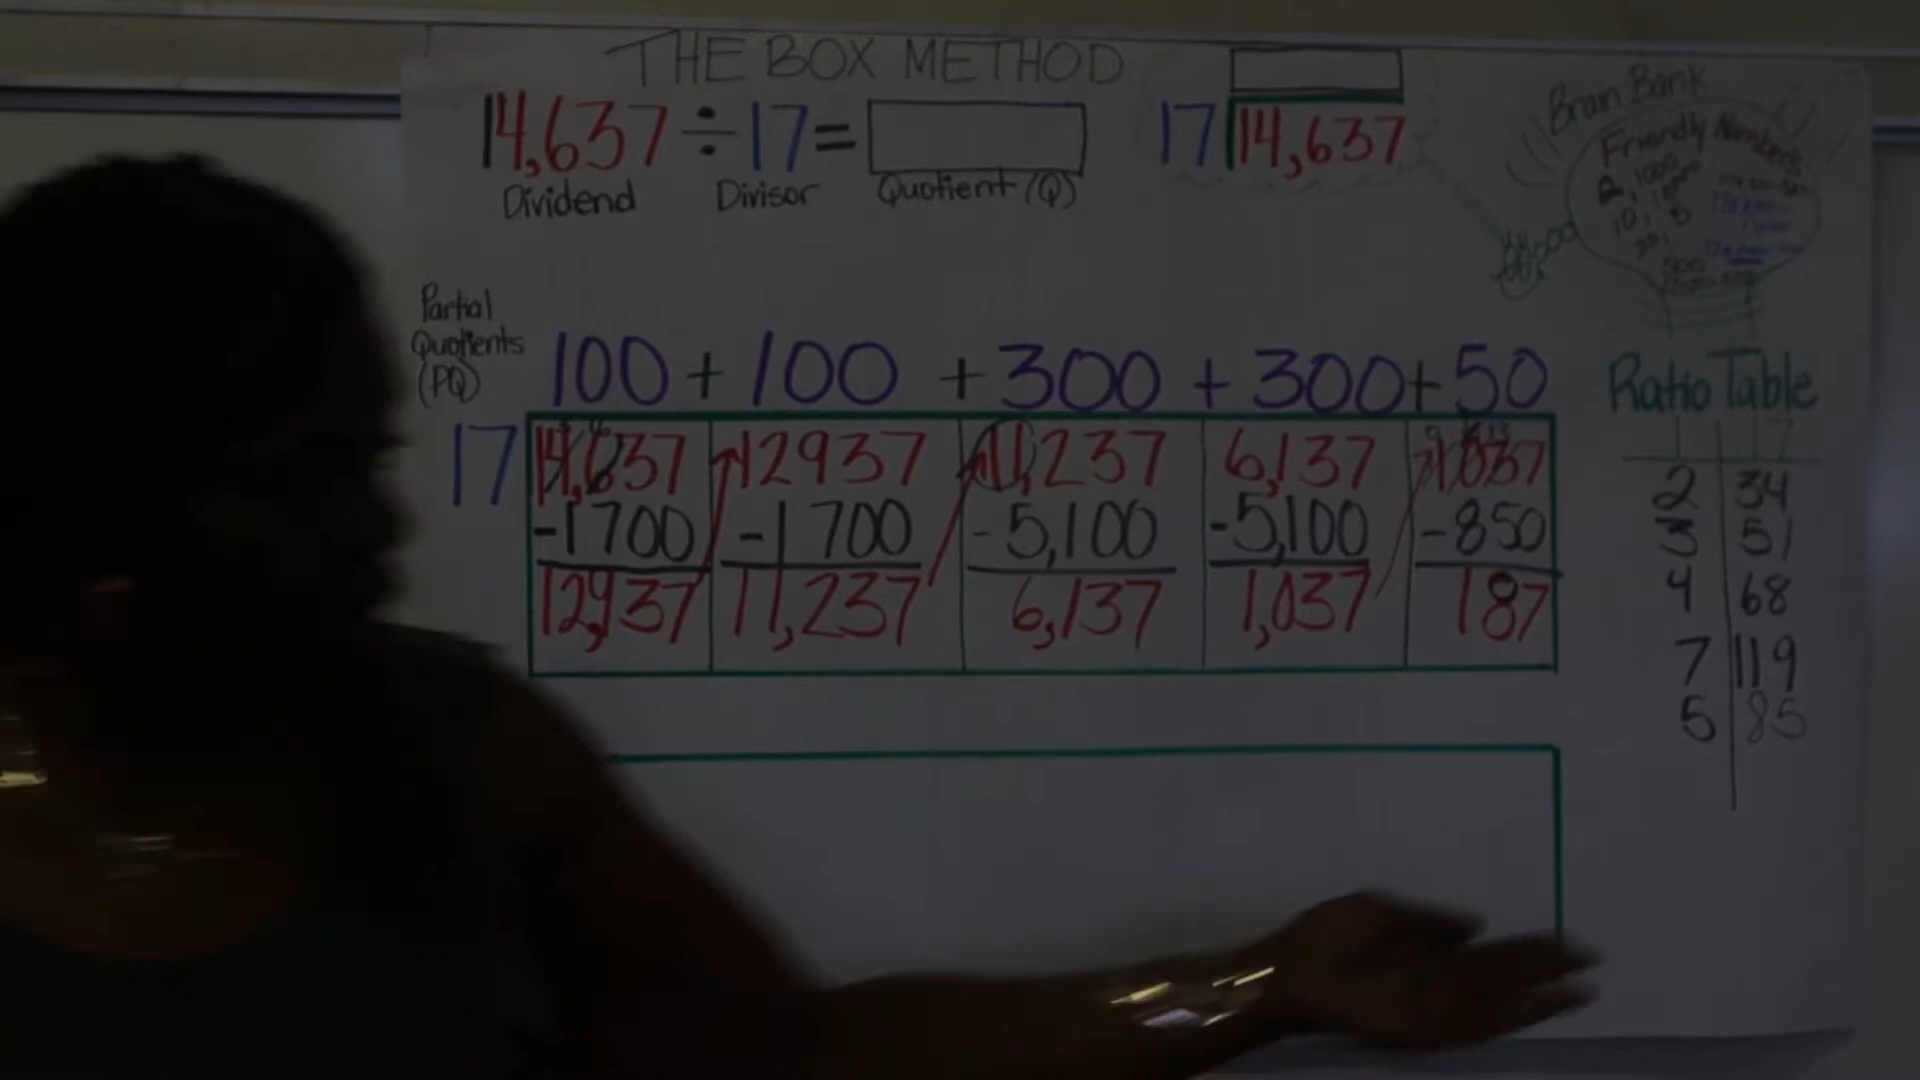 THE BOX METHOD
14,637 ÷ 17 =
Dividend Divisor Quotient (Q)
17 14,637
Brain Bank
Friendly Numbers
Partial
Quotients
(PQ)
100 + 100 + 300 + 300 + 50
17 14,637 12937 11,237 6,137 1037
-1700 -1700 -5,100 -5,100 -850
12,937 11,237 6,137 1,037 187
Ratio Table
1 17
2 34
3 51
4 68
7 119
5 85